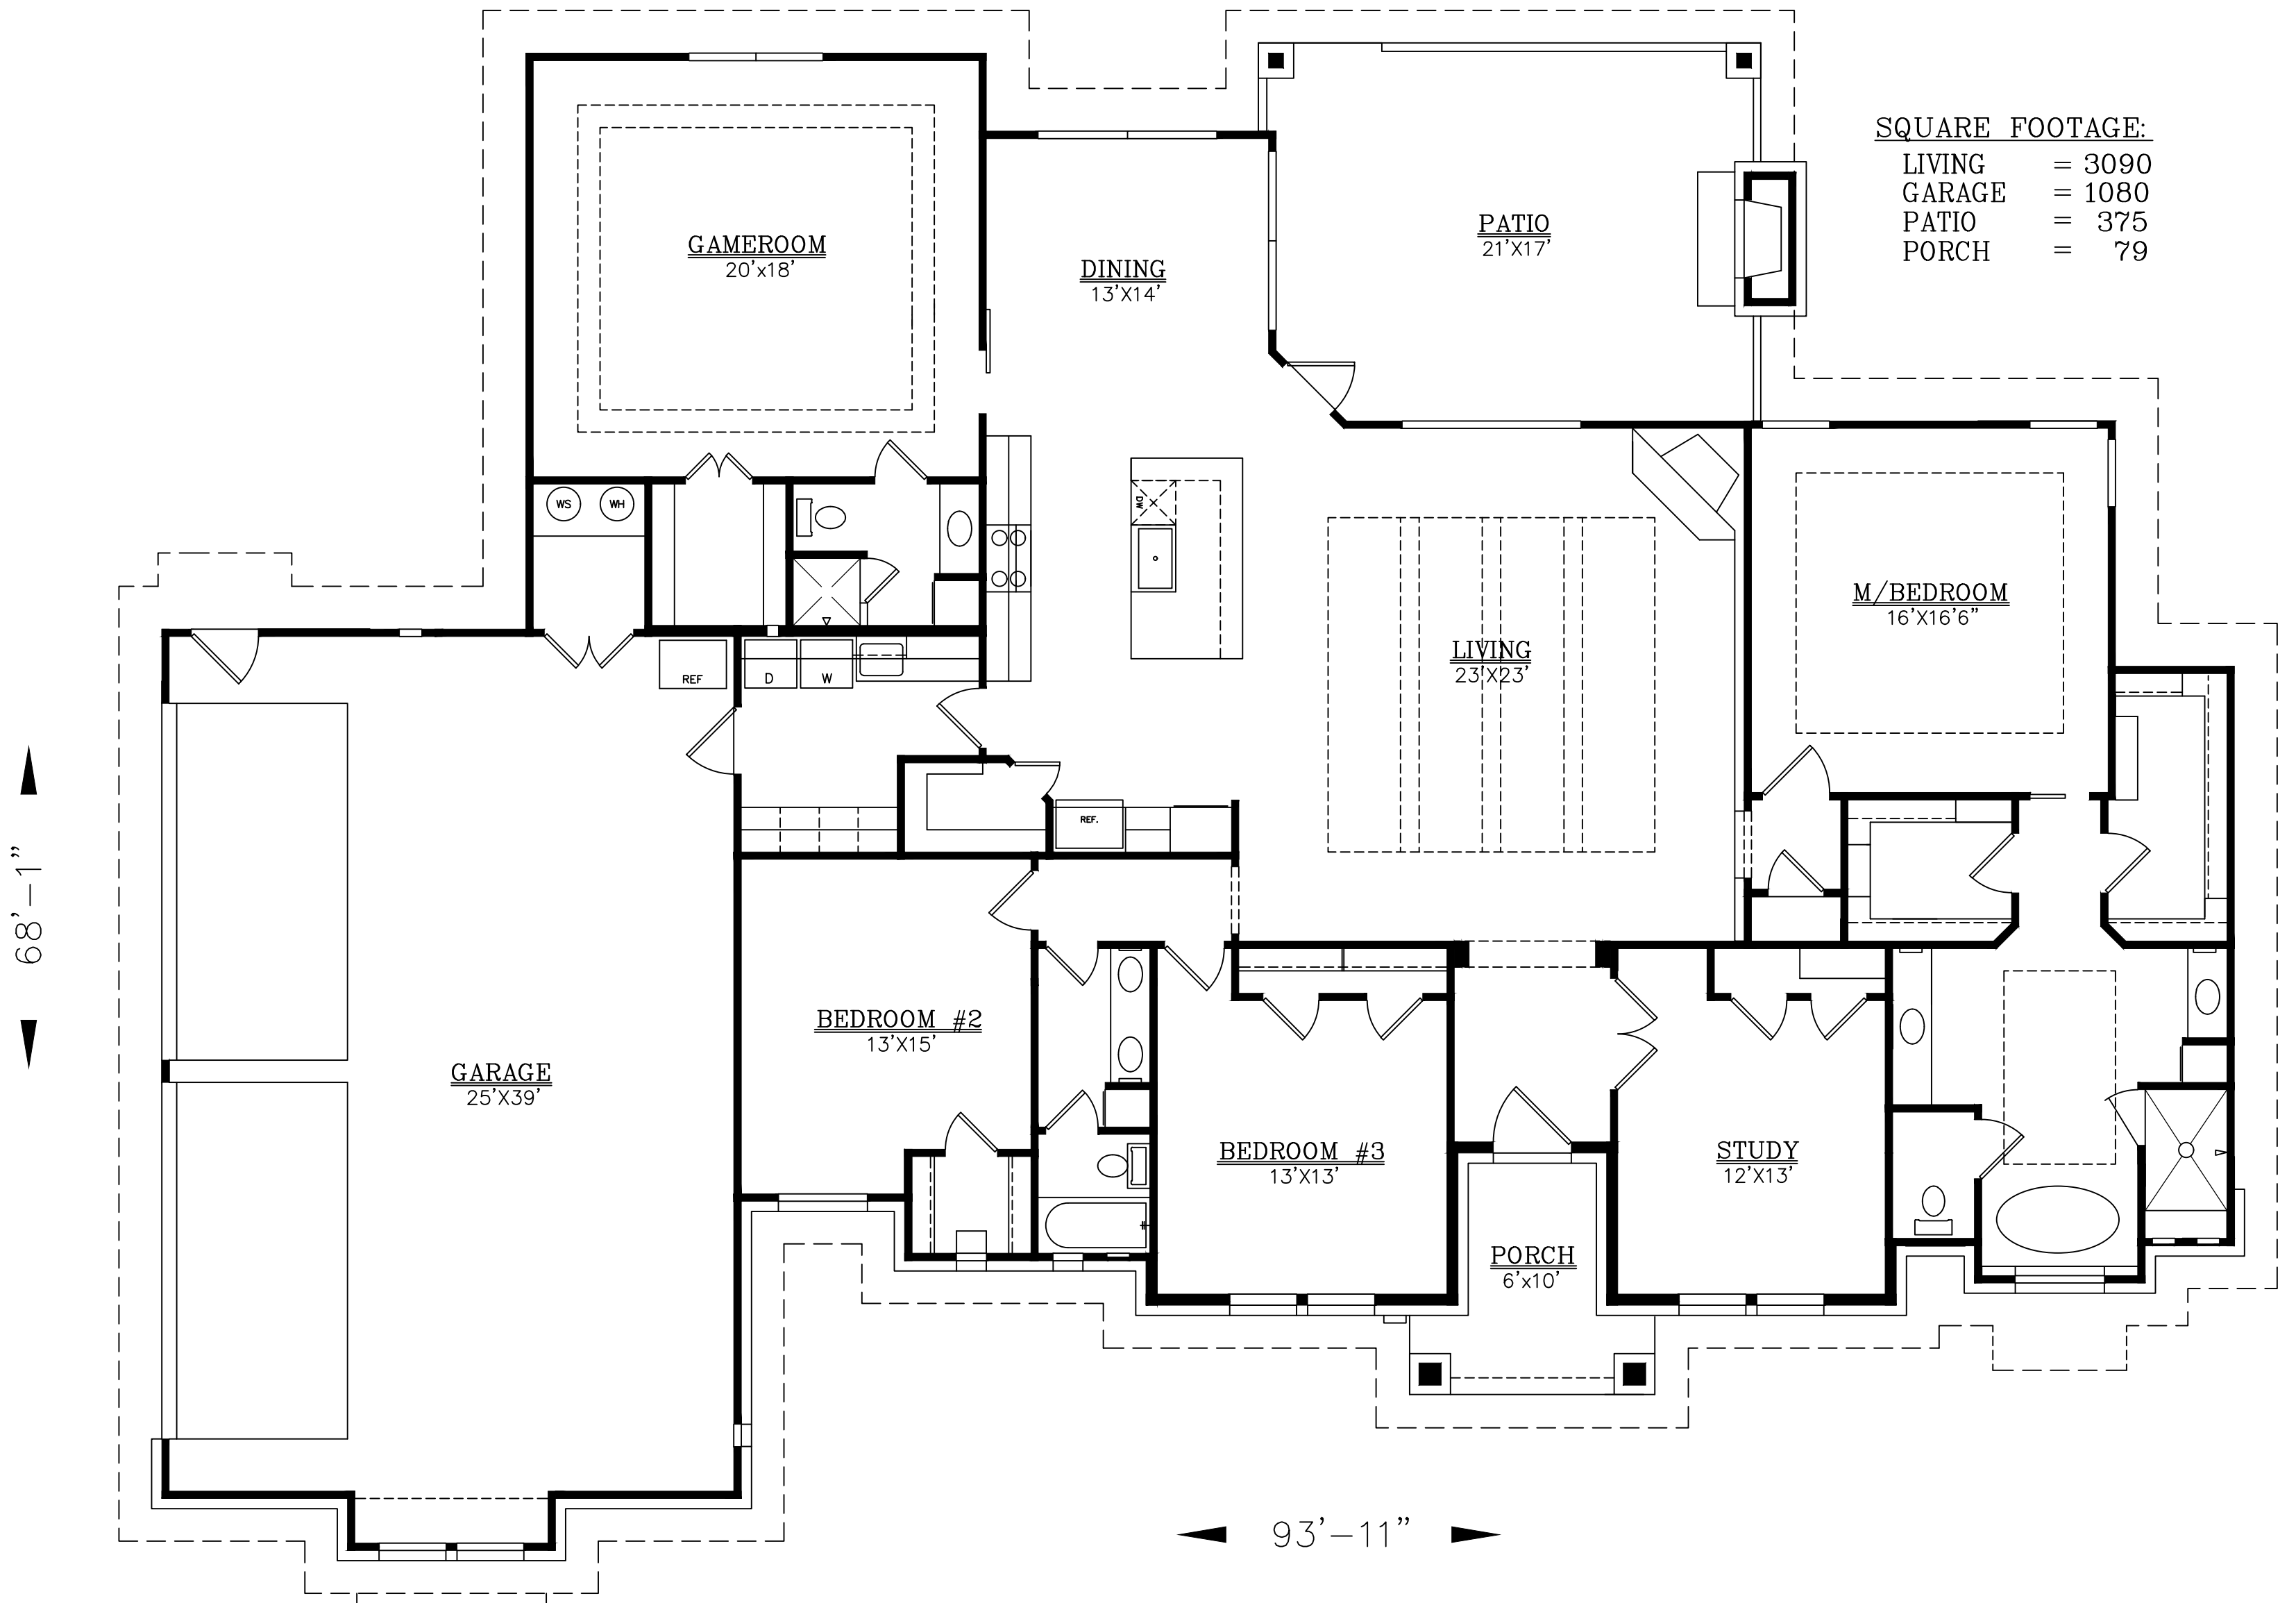 SQUARE FOOTAGE:
LIVING = 3090
GARAGE = 1080
PATIO = 375
PORCH = 79
GAMEROOM
20'x18'
DINING
13'X14'
PATIO
21'X17'
WS
WH
DW
M/BEDROOM
16'X16'6"
LIVING
23'X23'
REF
D
W
REF.
68'-1"
GARAGE
25'X39'
BEDROOM #2
13'X15'
BEDROOM #3
13'X13'
STUDY
12'X13'
PORCH
6'x10'
93'-11"